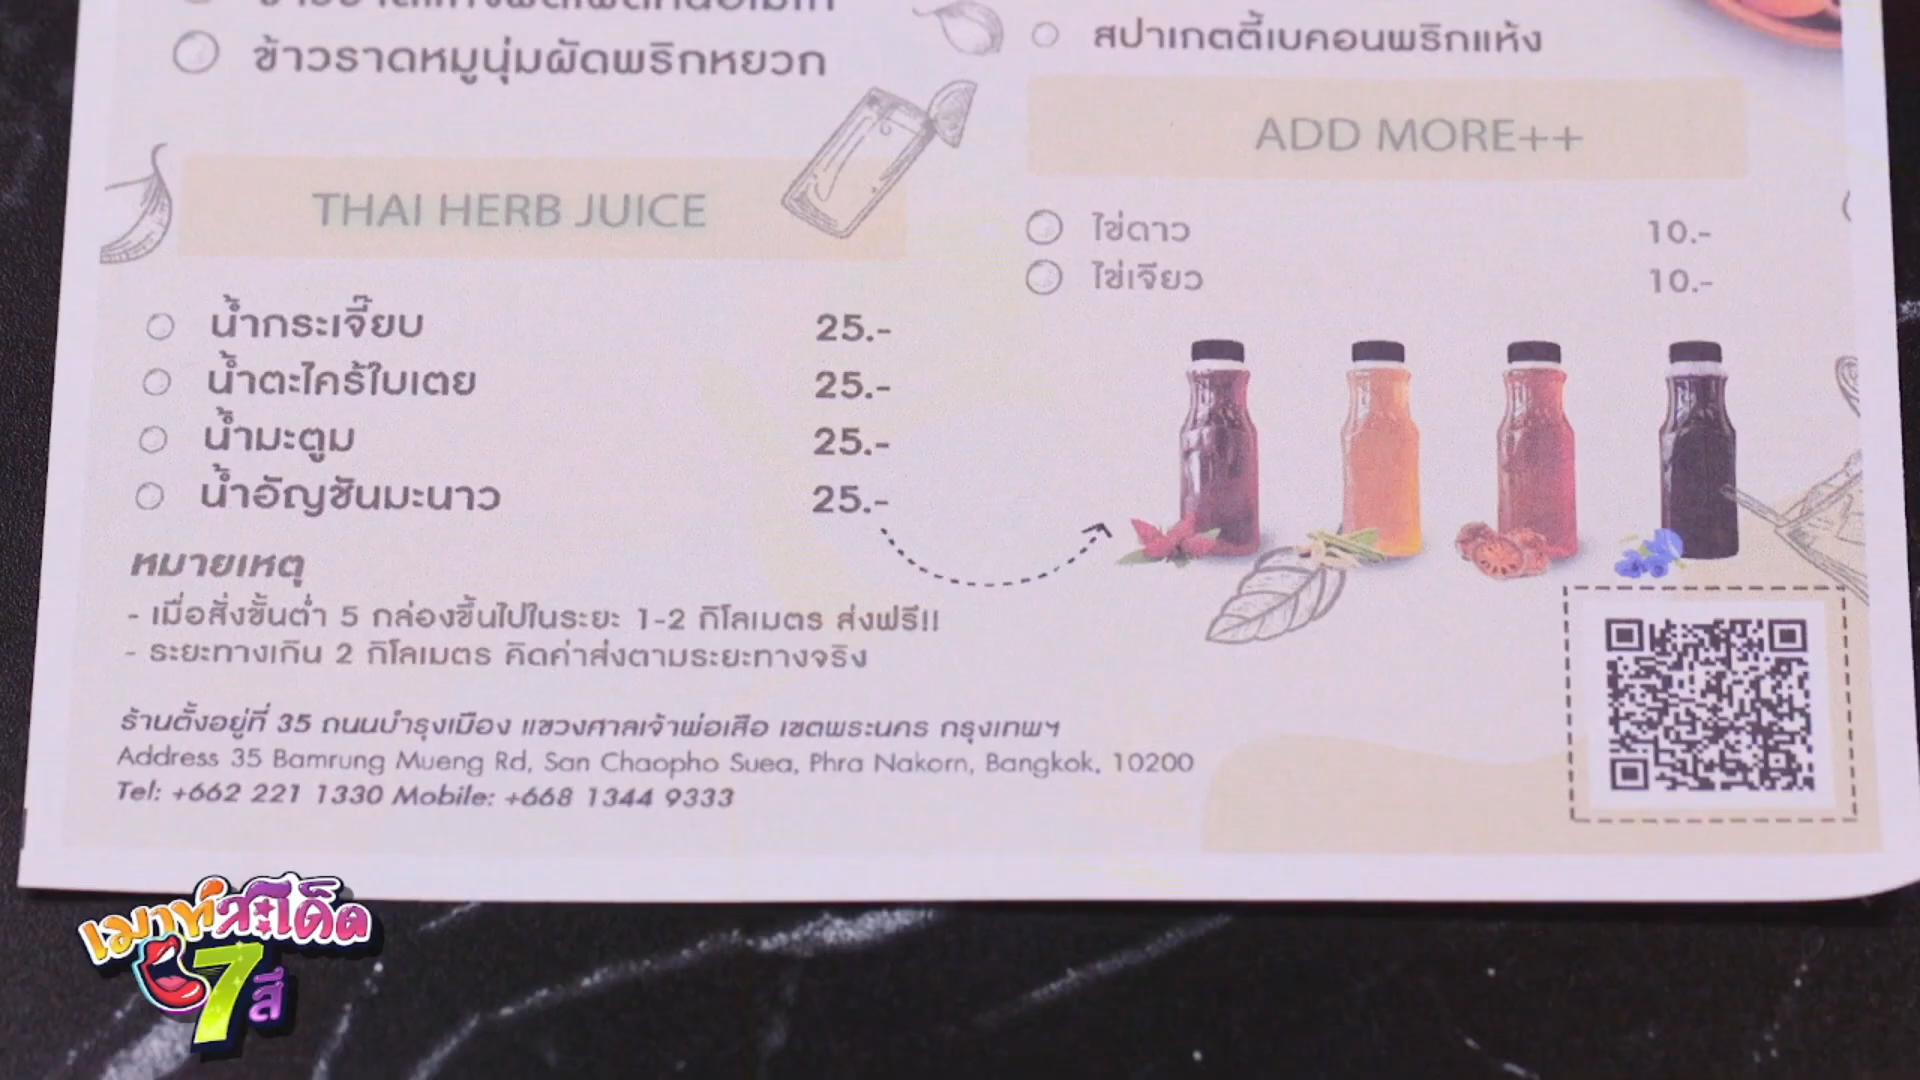 ข้าวราดหมูนุ่มผัดพริกหยวก
THAI HERB JUICE
น้ำกระเจี๊ยบ 25.-
น้ำตะไคร้ใบเตย 25.-
น้ำมะตูม 25.-
น้ำอัญชันมะนาว 25.-
สปาเกตตี้เบคอนพริกแห้ง
ADD MORE++
ไข่ดาว 10.-
ไข่เจียว 10.-
หมายเหตุ
- เมื่อสั่งขั้นต่ำ 5 กล่องขึ้นไปในระยะ 1-2 กิโลเมตร ส่งฟรี!!
- ระยะทางเกิน 2 กิโลเมตร คิดค่าส่งตามระยะทางจริง
ร้านตั้งอยู่ที่ 35 ถนนบำรุงเมือง แขวงศาลเจ้าพ่อเสือ เขตพระนคร กรุงเทพฯ
Address 35 Bamrung Mueng Rd, San Chaopho Suea, Phra Nakorn, Bangkok, 10200
Tel: +662 221 1330 Mobile: +668 1344 9333
เมาท์สะเด็ด
7สี